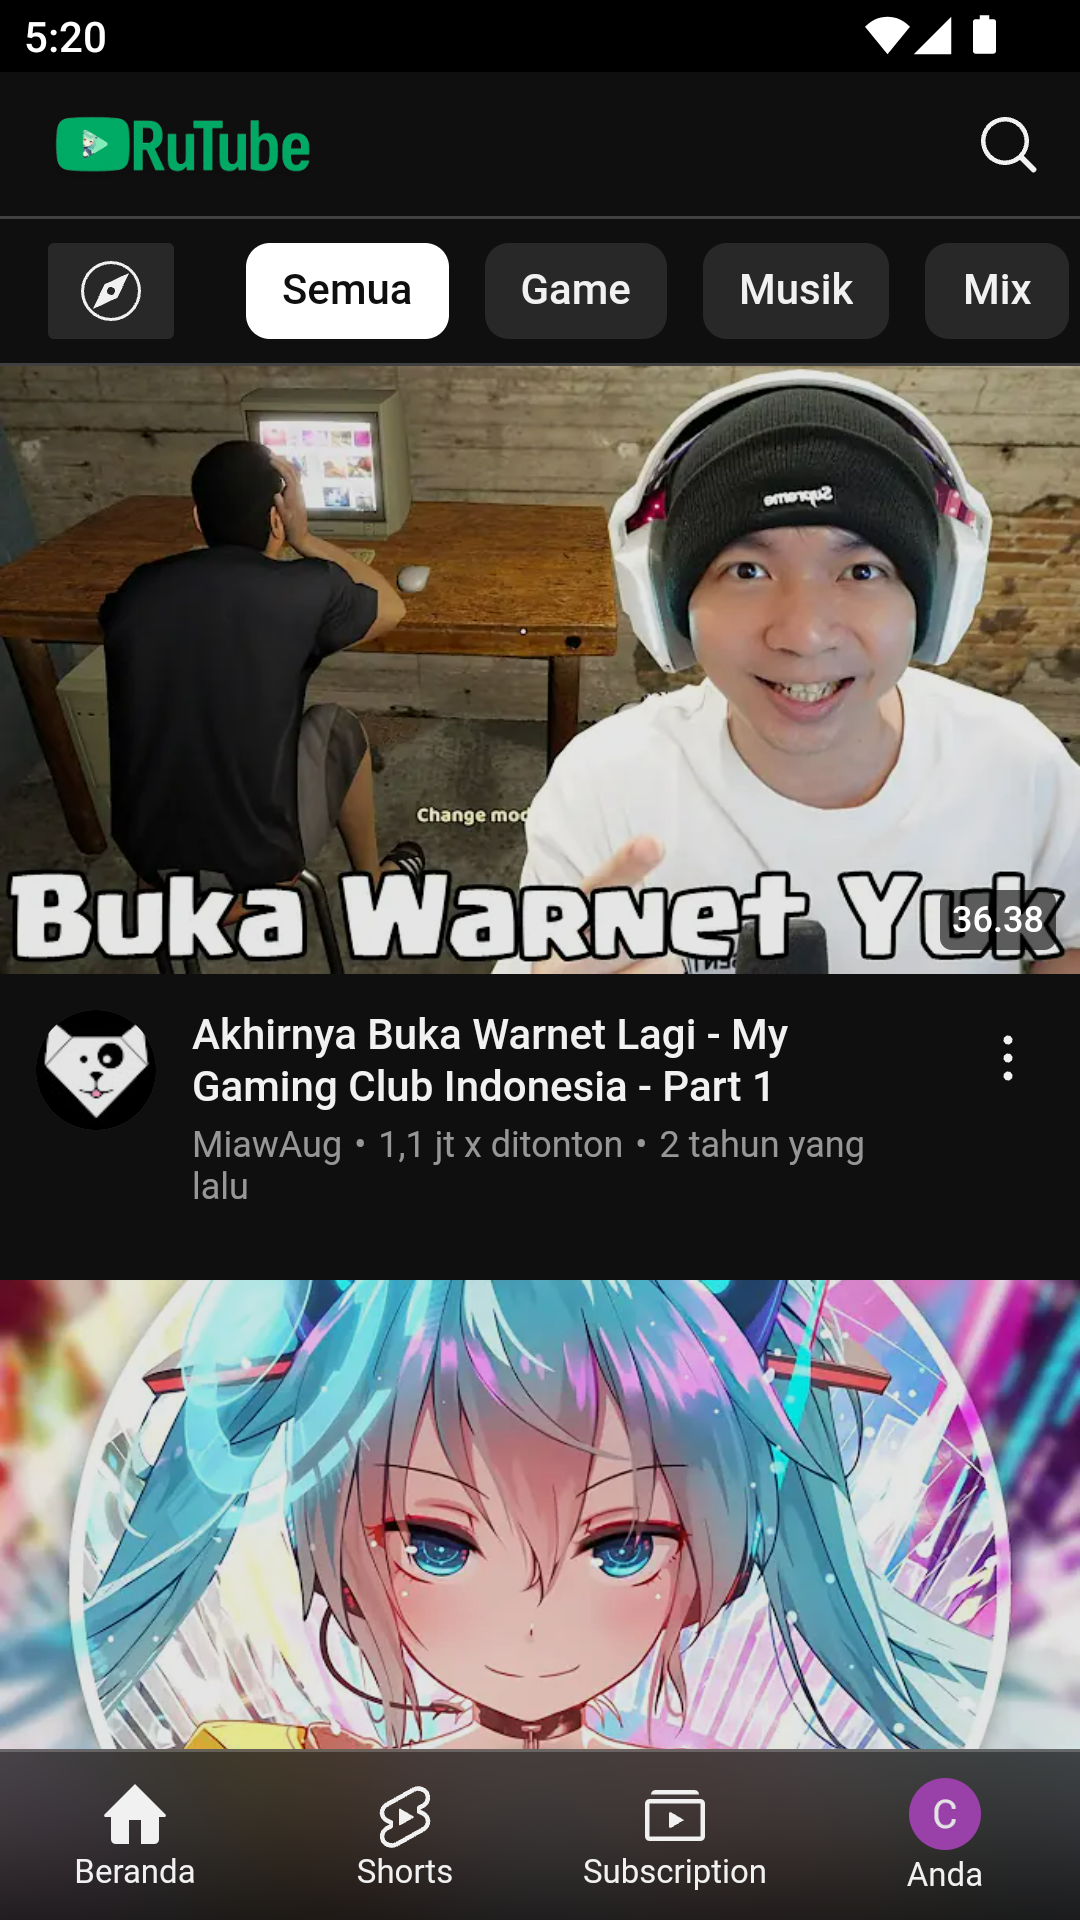 5:20
RuTube
Semua
Game
Musik
Mix
Supreme
Change mod
Buka Warnet Yuk
36.38
Akhirnya Buka Warnet Lagi - My
Gaming Club Indonesia - Part 1
MiawAug • 1,1 jt x ditonton • 2 tahun yang
lalu
Beranda
Shorts
Subscription
C
Anda